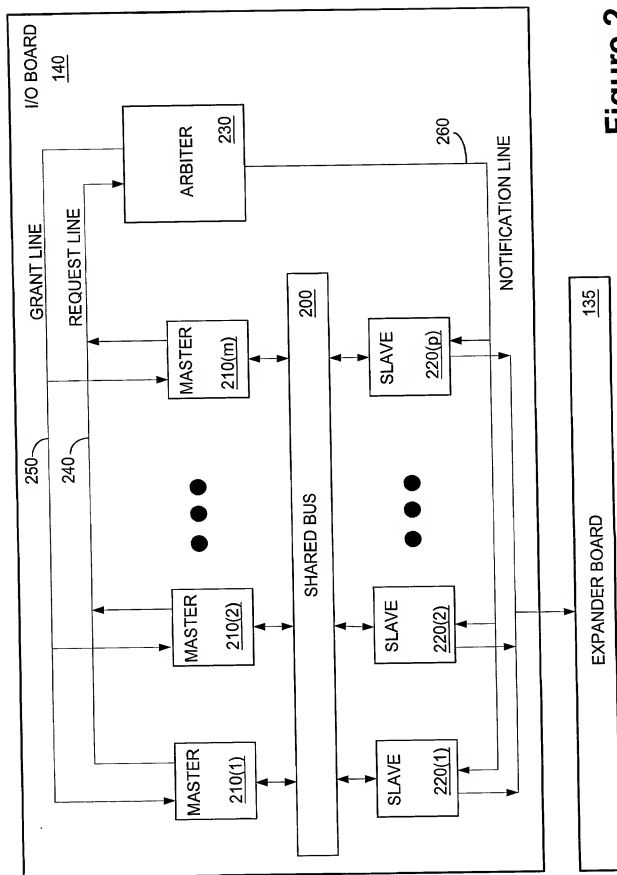 I/O BOARD
140
GRANT LINE
REQUEST LINE
250
240
ARBITER
230
260
MASTER
210(1)
MASTER
210(2)
MASTER
210(m)
SHARED BUS
200
SLAVE
220(1)
SLAVE
220(2)
SLAVE
220(p)
NOTIFICATION LINE
EXPANDER BOARD
135
Figure 2